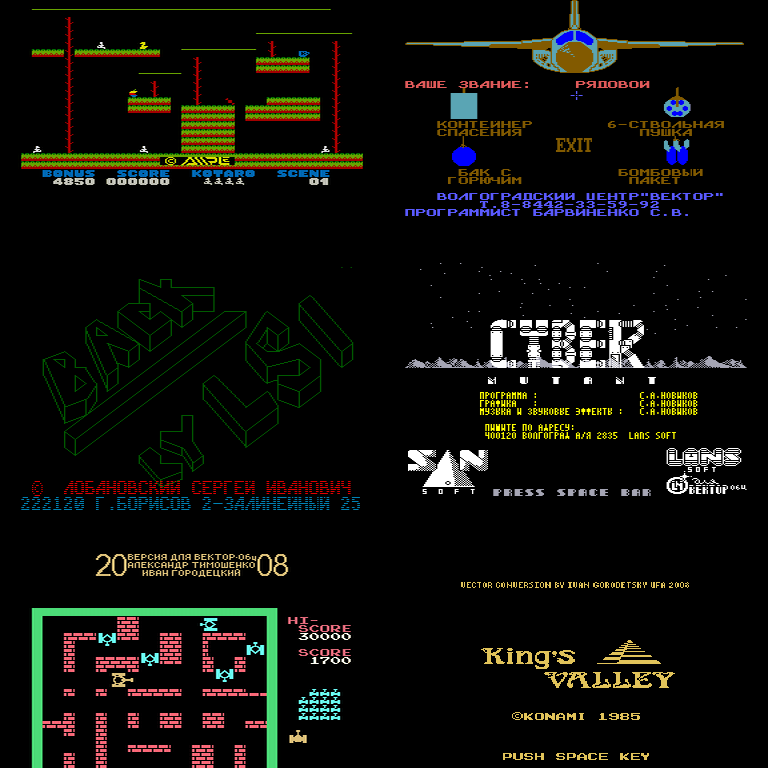 © AMPLE
BONUS SCORE KOTARO SCENE
4850 000000 01
ВАШЕ ЗВАНИЕ: РЯДОВОЙ
КОНТЕЙНЕР СПАСЕНИЯ
6-СТВОЛЬНАЯ ПУШКА
EXIT
БАК С ГОРЮЧИМ
БОМБОВЫЙ ПАКЕТ
ВОЛГОГРАДСКИЙ ЦЕНТР"ВЕКТОР"
Т.8-8442-33-59-92
ПРОГРАММИСТ БАРВИНЕНКО С.В.
BACK
LSI
BY
© ЛОБАНОВСКИЙ СЕРГЕЙ ИВАНОВИЧ
222120 Г.БОРИСОВ 2-ЗАЛИНЕЙНЫЙ 25
CYBER
MUTANT
ПРОГРАММА : С.А.НОВИКОВ
ГРАФИКА : С.А.НОВИКОВ
МУЗЫКА И ЗВУКОВЫЕ ЭФФЕКТЫ : С.А.НОВИКОВ
ПИШИТЕ ПО АДРЕСУ:
400120 ВОЛГОГРАД А/Я 2835 LANS SOFT
SAN
SOFT
PRESS SPACE BAR
LANS
SOFT
ДЛЯ
ВЕКТОР 06Ц
2008
ВЕРСИЯ ДЛЯ ВЕКТОР-06Ц
АЛЕКСАНДР ТИМОШЕНКО
ИВАН ГОРОДЕЦКИЙ
HI-
SCORE
30000
SCORE
1700
VECTOR CONVERSION BY IVAN GORODETSKY UFA 2008
King's
VALLEY
©KONAMI 1985
PUSH SPACE KEY